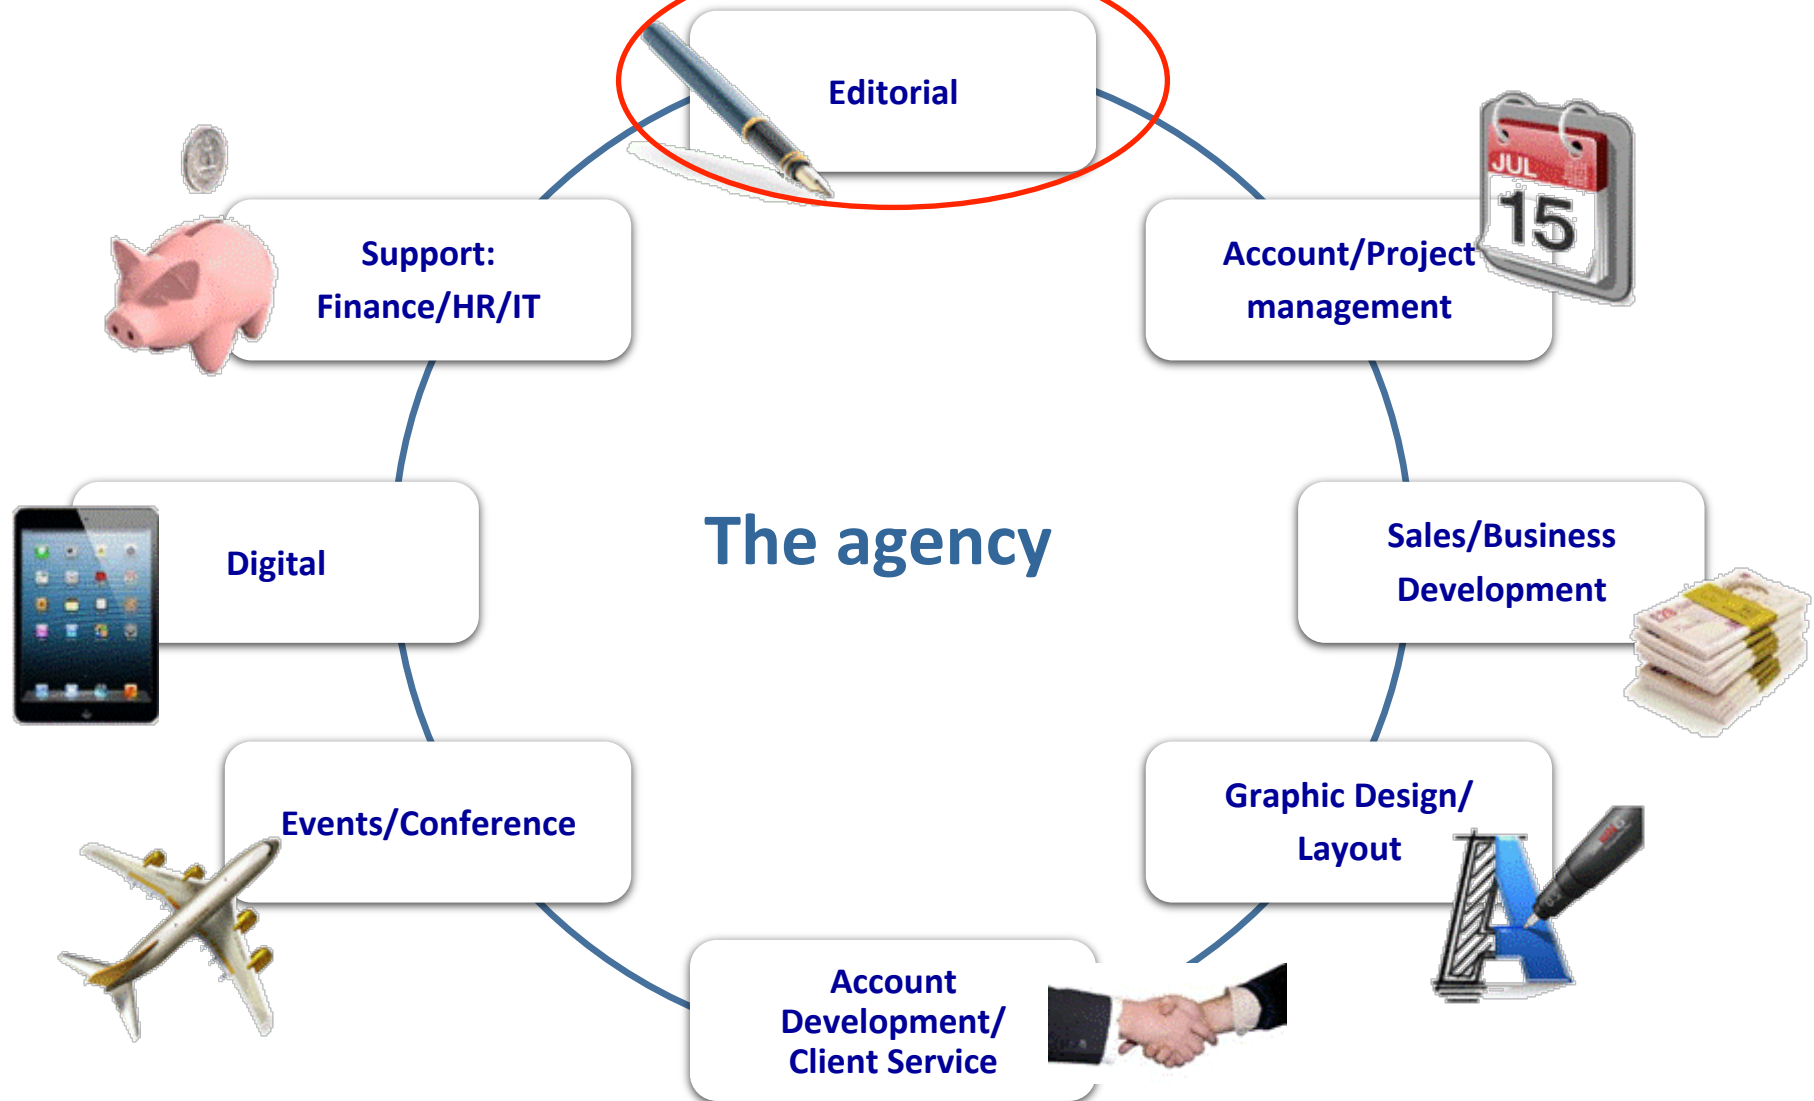 Editorial
JUL
15
Account/Project
management
Support:
Finance/HR/IT
The agency
Sales/Business
Development
£20
Digital
Graphic Design/
Layout
Events/Conference
Account
Development/
Client Service